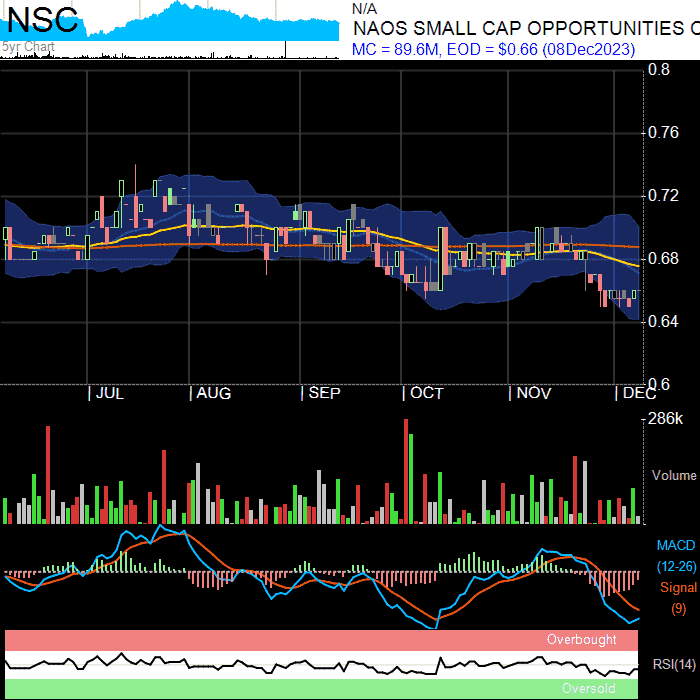 NSC
5yr Chart
N/A
NAOS SMALL CAP OPPORTUNITIES C
MC = 89.6M, EOD = $0.66 (08Dec2023)
0.8
0.76
0.72
0.68
0.64
0.6
JUL AUG SEP OCT NOV DEC
286k
Volume
MACD
(12-26)
Signal
(9)
Overbought
RSI(14)
Oversold